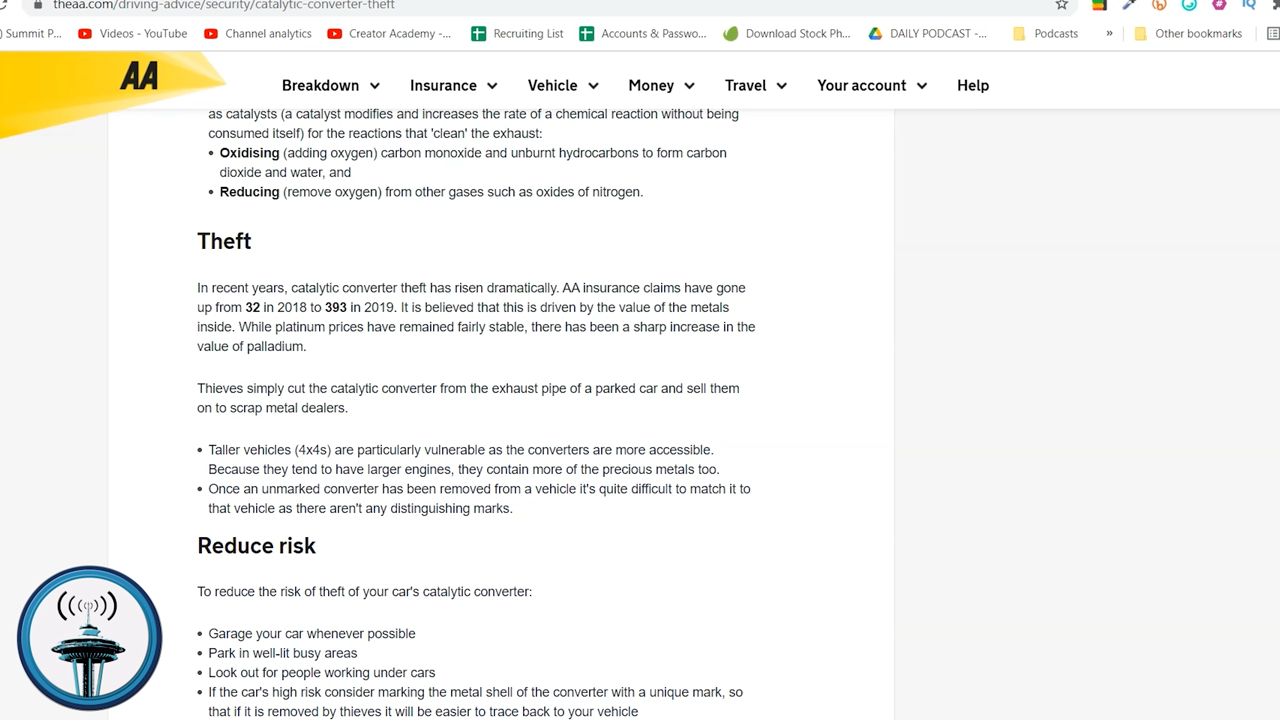 theaa.com/driving-advice/security/catalytic-converter-theft
) Summit P... Videos - YouTube Channel analytics Creator Academy -... Recruiting List Accounts & Passwo... Download Stock Ph... DAILY PODCAST -... Podcasts » Other bookmarks
AA Breakdown Insurance Vehicle Money Travel Your account Help
as catalysts (a catalyst modifies and increases the rate of a chemical reaction without being
consumed itself) for the reactions that 'clean' the exhaust:
• Oxidising (adding oxygen) carbon monoxide and unburnt hydrocarbons to form carbon
dioxide and water, and
• Reducing (remove oxygen) from other gases such as oxides of nitrogen.
Theft
In recent years, catalytic converter theft has risen dramatically. AA insurance claims have gone
up from 32 in 2018 to 393 in 2019. It is believed that this is driven by the value of the metals
inside. While platinum prices have remained fairly stable, there has been a sharp increase in the
value of palladium.
Thieves simply cut the catalytic converter from the exhaust pipe of a parked car and sell them
on to scrap metal dealers.
• Taller vehicles (4x4s) are particularly vulnerable as the converters are more accessible.
Because they tend to have larger engines, they contain more of the precious metals too.
• Once an unmarked converter has been removed from a vehicle it's quite difficult to match it to
that vehicle as there aren't any distinguishing marks.
Reduce risk
To reduce the risk of theft of your car's catalytic converter:
• Garage your car whenever possible
• Park in well-lit busy areas
• Look out for people working under cars
• If the car's high risk consider marking the metal shell of the converter with a unique mark, so
that if it is removed by thieves it will be easier to trace back to your vehicle